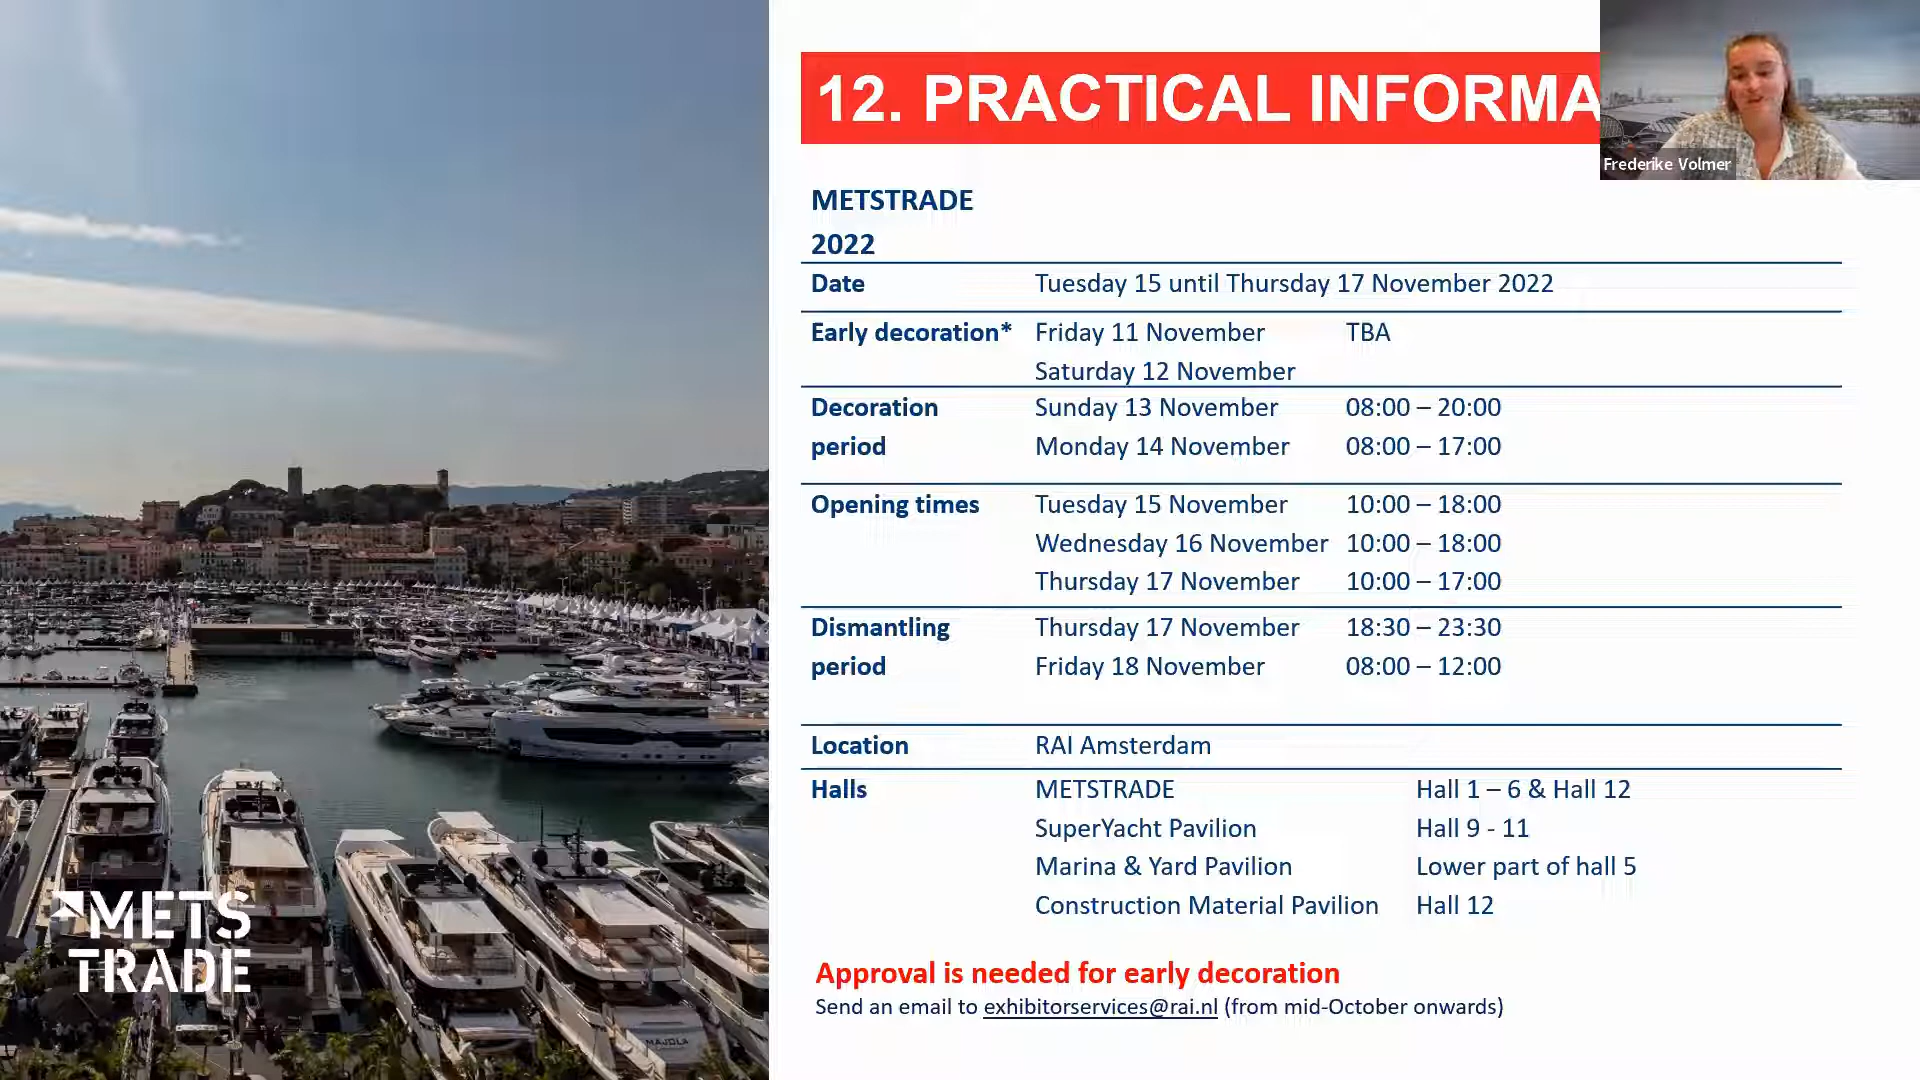 12. PRACTICAL INFORMA
Frederike Volmer
METSTRADE
2022
Date Tuesday 15 until Thursday 17 November 2022
Early decoration* Friday 11 November TBA
Saturday 12 November
Decoration Sunday 13 November 08:00 – 20:00
period Monday 14 November 08:00 – 17:00
Opening times Tuesday 15 November 10:00 – 18:00
Wednesday 16 November 10:00 – 18:00
Thursday 17 November 10:00 – 17:00
Dismantling Thursday 17 November 18:30 – 23:30
period Friday 18 November 08:00 – 12:00
Location RAI Amsterdam
Halls METSTRADE Hall 1 – 6 & Hall 12
SuperYacht Pavilion Hall 9 - 11
Marina & Yard Pavilion Lower part of hall 5
Construction Material Pavilion Hall 12
Approval is needed for early decoration
Send an email to exhibitorservices@rai.nl (from mid-October onwards)
METS
TRADE
MAJOLA